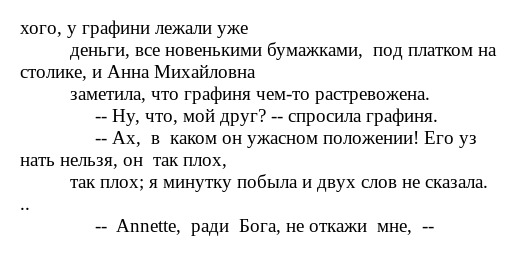 хого, у графини лежали уже
деньги, все новенькими бумажками,  под платком на
столике, и Анна Михайловна
заметила, что графиня чем-то растревожена.
-- Ну, что, мой друг? -- спросила графиня.
-- Ах,  в  каком он ужасном положении! Его уз
нать нельзя, он  так плох,
так плох; я минутку побыла и двух слов не сказала.
..
--  Annette,  ради  Бога, не откажи  мне,  --